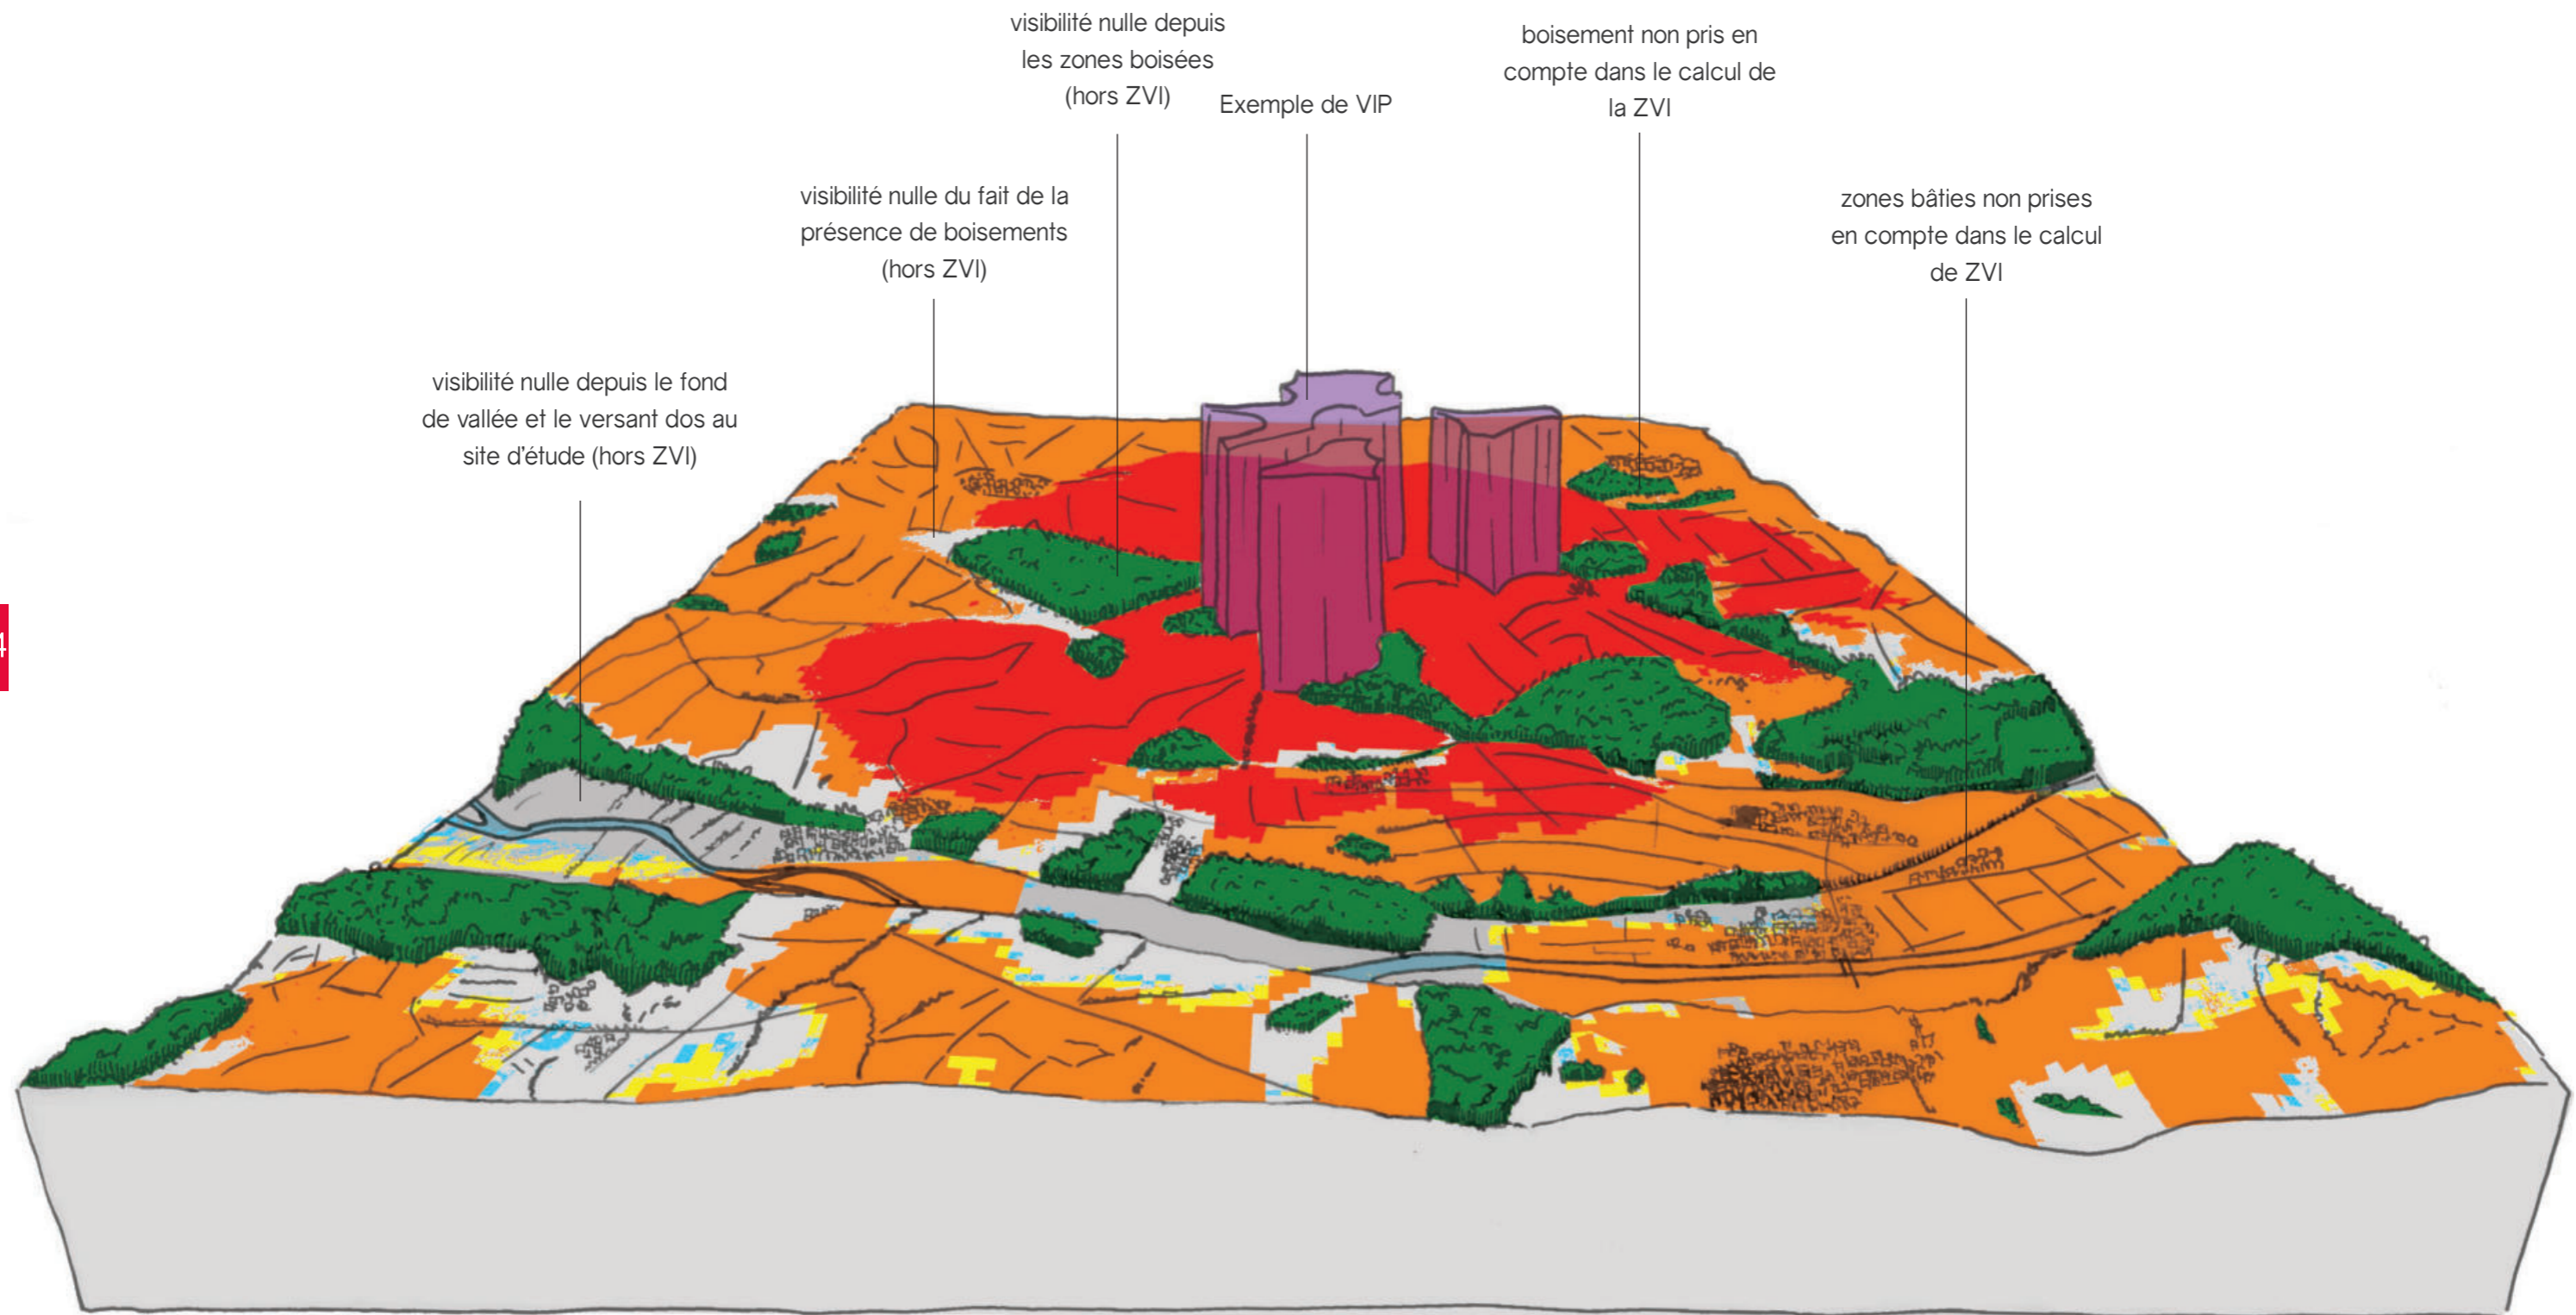 visibilité nulle depuis
les zones boisées
(hors ZVI)
Exemple de VIP
boisement non pris en
compte dans le calcul de
la ZVI
visibilité nulle du fait de la
présence de boisements
(hors ZVI)
zones bâties non prises
en compte dans le calcul
de ZVI
visibilité nulle depuis le fond
de vallée et le versant dos au
site d'étude (hors ZVI)
4